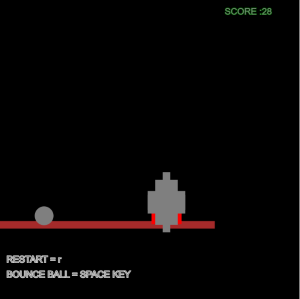 SCORE :28
RESTART = r
BOUNCE BALL = SPACE KEY